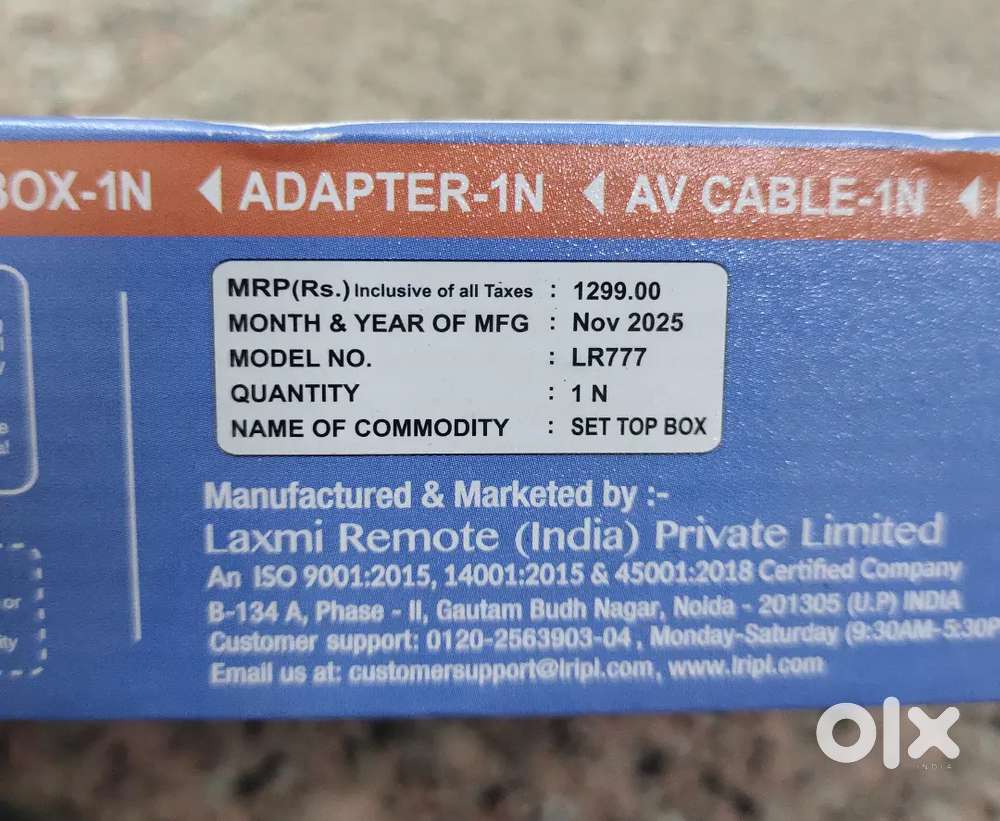 BOX-1N ◀ ADAPTER-1N ◀ AV CABLE-1N ◀
MRP(Rs.) Inclusive of all Taxes : 1299.00
MONTH & YEAR OF MFG : Nov 2025
MODEL NO. : LR777
QUANTITY : 1 N
NAME OF COMMODITY : SET TOP BOX
Manufactured & Marketed by :-
Laxmi Remote (India) Private Limited
An ISO 9001:2015, 14001:2015 & 45001:2018 Certified Company
B-134 A, Phase - II, Gautam Budh Nagar, Noida - 201305 (U.P) INDIA
Customer support: 0120-2563903-04, Monday-Saturday (9:30AM-5:30P
Email us at: customersupport@lripl.com, www.lripl.com
or
ity
olx
INDIA